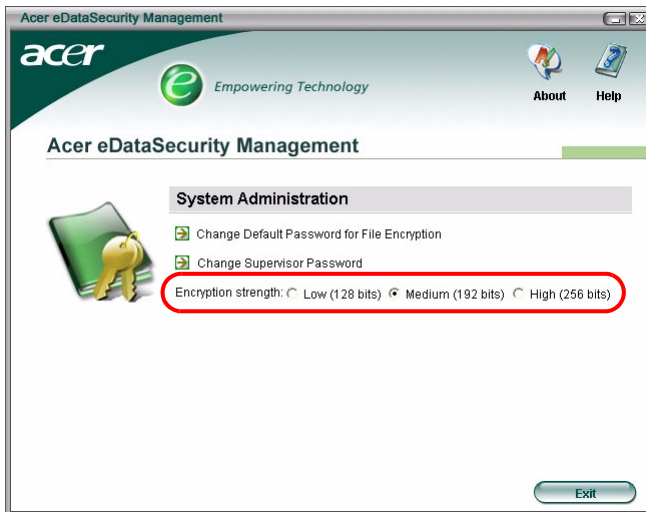 Acer eDataSecurity Management
acer
e Empowering Technology
About Help
Acer eDataSecurity Management
System Administration
Change Default Password for File Encryption
Change Supervisor Password
Encryption strength: Low (128 bits) Medium (192 bits) High (256 bits)
Exit